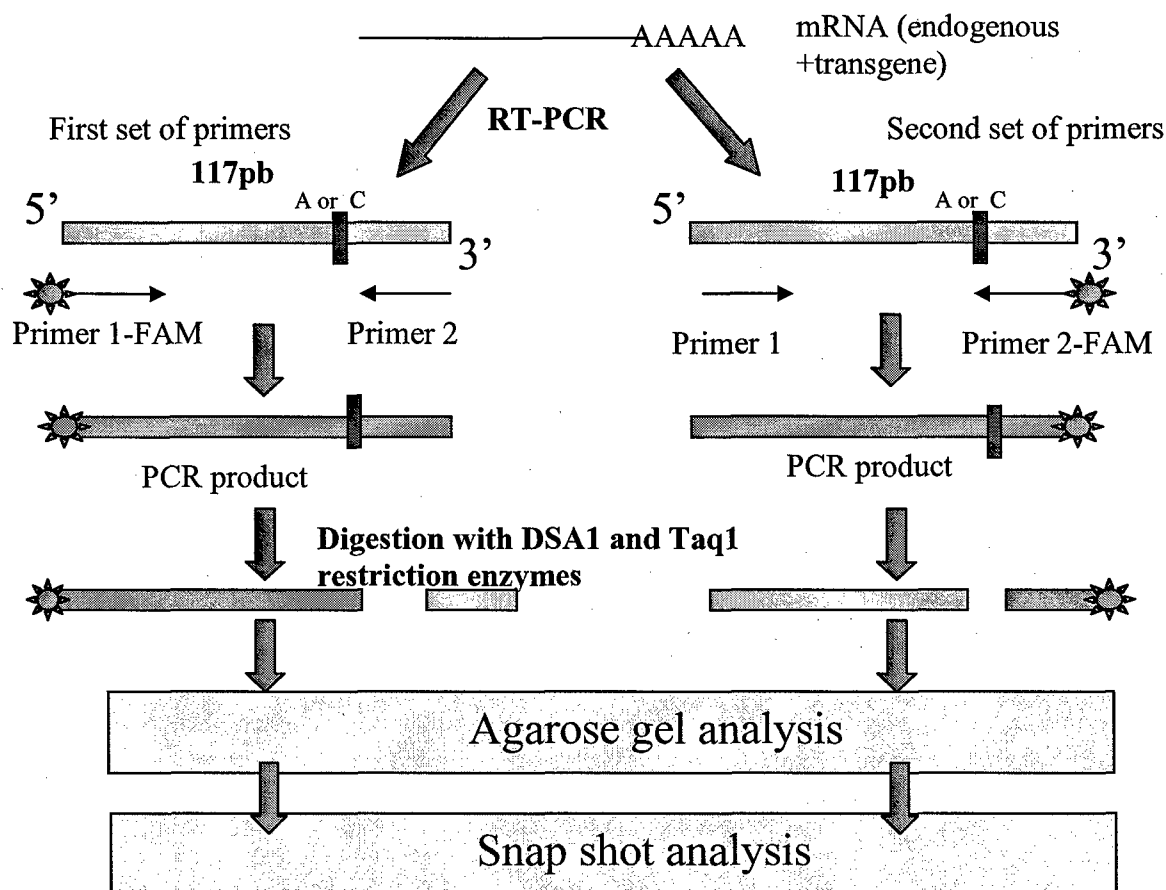 AAAAA
mRNA (endogenous
+transgene)
RT-PCR
First set of primers
117pb
A or C
5’
3’
Primer 1-FAM
Primer 2
Second set of primers
117pb
A or C
5’
3’
Primer 1
Primer 2-FAM
PCR product
PCR product
Digestion with DSA1 and Taq1
restriction enzymes
Agarose gel analysis
Snap shot analysis